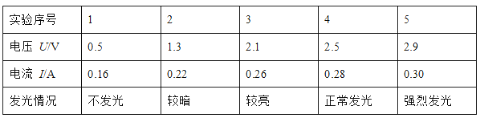 实验序号 1 2 3 4 5
电压 U/V 0.5 1.3 2.1 2.5 2.9
电流 I/A 0.16 0.22 0.26 0.28 0.30
发光情况 不发光 较暗 较亮 正常发光 强烈发光